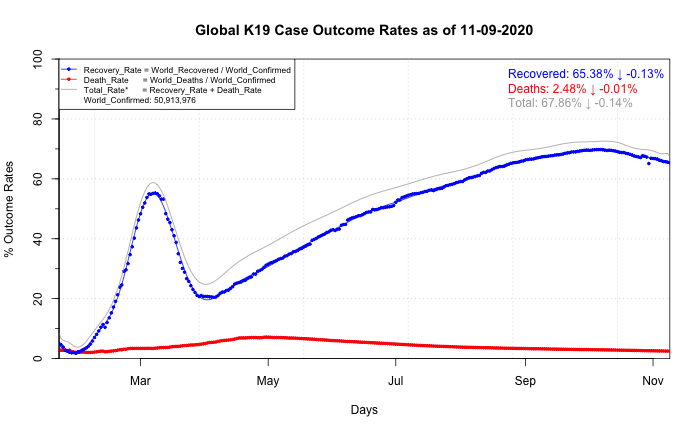 Global K19 Case Outcome Rates as of 11-09-2020
Recovery_Rate = World_Recovered / World_Confirmed
Death_Rate = World_Deaths / World_Confirmed
Total_Rate* = Recovery_Rate + Death_Rate
World_Confirmed: 50,913,976
Recovered: 65.38% ↓ -0.13%
Deaths: 2.48% ↓ -0.01%
Total: 67.86% ↓ -0.14%
% Outcome Rates
100
80
60
40
20
0
Mar May Jul Sep Nov
Days